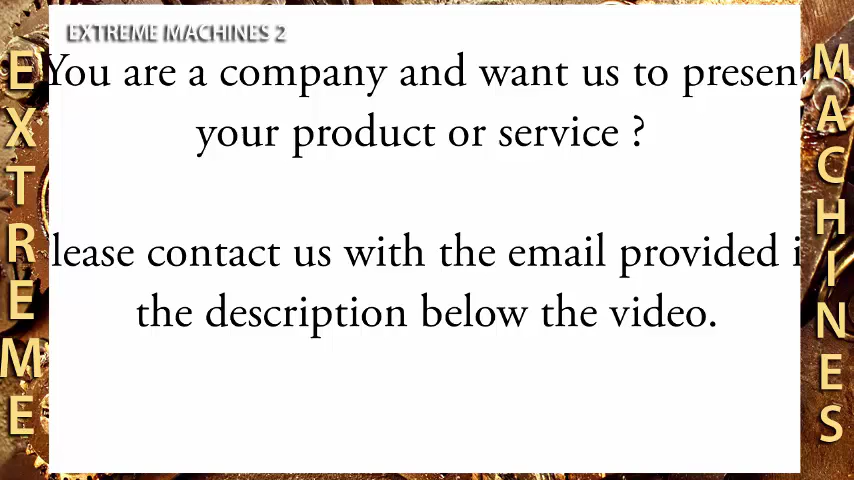 EXTREME MACHINES 2
You are a company and want us to presen
your product or service ?
lease contact us with the email provided i
the description below the video.
EXTREME
MACHINES